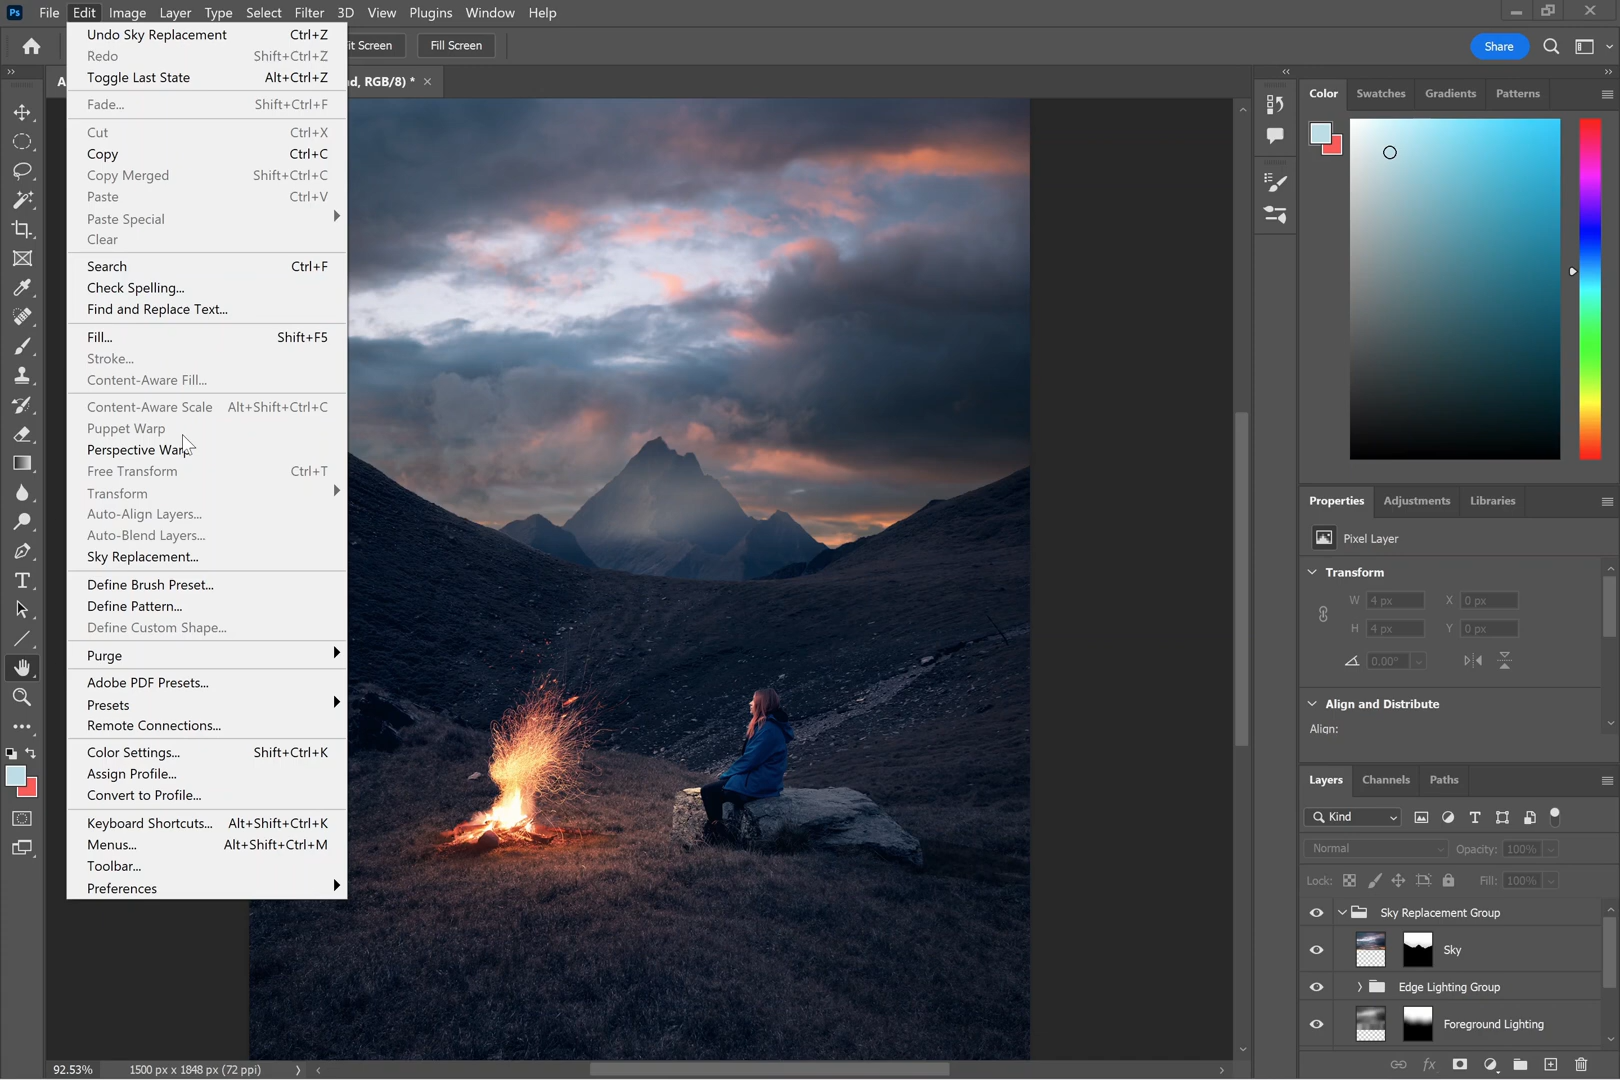 Ps File Edit Image Layer Type Select Filter 3D View Plugins Window Help
it Screen Fill Screen Share
A d, RGB/8) * ×
Undo Sky Replacement Ctrl+Z
Redo Shift+Ctrl+Z
Toggle Last State Alt+Ctrl+Z
Fade... Shift+Ctrl+F
Cut Ctrl+X
Copy Ctrl+C
Copy Merged Shift+Ctrl+C
Paste Ctrl+V
Paste Special
Clear
Search Ctrl+F
Check Spelling...
Find and Replace Text...
Fill... Shift+F5
Stroke...
Content-Aware Fill...
Content-Aware Scale Alt+Shift+Ctrl+C
Puppet Warp
Perspective Warp
Free Transform Ctrl+T
Transform
Auto-Align Layers...
Auto-Blend Layers...
Sky Replacement...
Define Brush Preset...
Define Pattern...
Define Custom Shape...
Purge
Adobe PDF Presets...
Presets
Remote Connections...
Color Settings... Shift+Ctrl+K
Assign Profile...
Convert to Profile...
Keyboard Shortcuts... Alt+Shift+Ctrl+K
Menus... Alt+Shift+Ctrl+M
Toolbar...
Preferences
Color Swatches Gradients Patterns
Properties Adjustments Libraries
Pixel Layer
Transform
W 4 px X 0 px
H 4 px Y 0 px
0.00°
Align and Distribute
Align:
Layers Channels Paths
Kind
Normal Opacity: 100%
Lock: Fill: 100%
Sky Replacement Group
Sky
Edge Lighting Group
Foreground Lighting
fx
92.53% 1500 px x 1848 px (72 ppi)